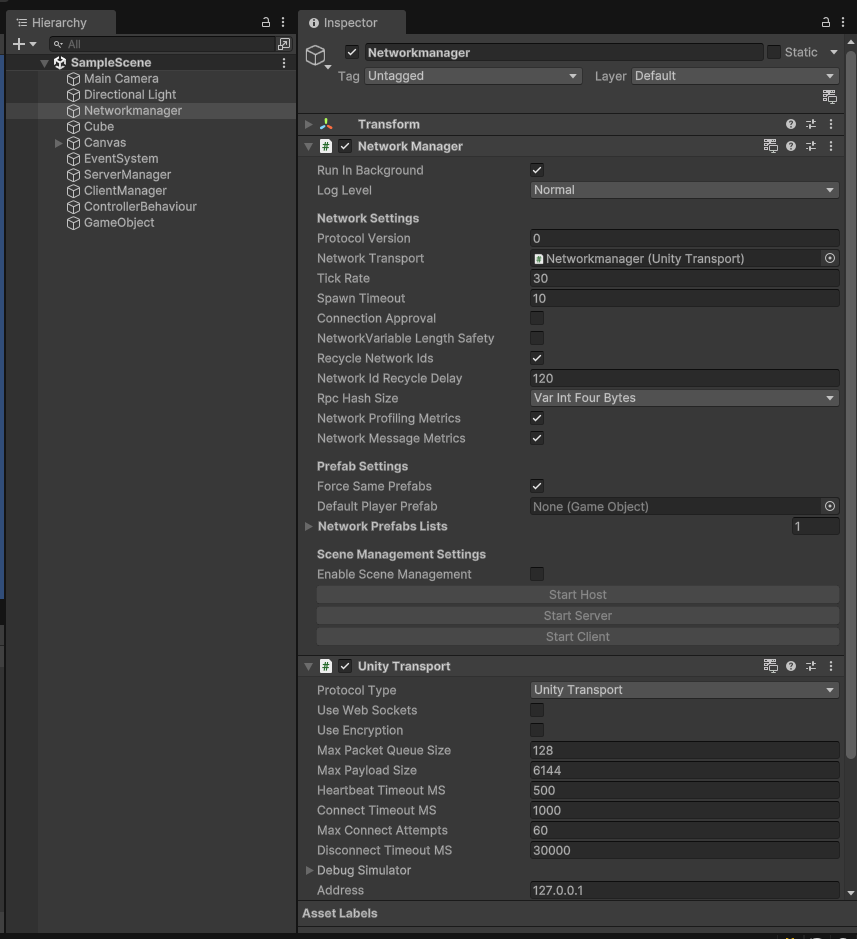 Hierarchy
All
SampleScene
Main Camera
Directional Light
Networkmanager
Cube
Canvas
EventSystem
ServerManager
ClientManager
ControllerBehaviour
GameObject
Inspector
Networkmanager Static
Tag Untagged Layer Default
Transform
# Network Manager
Run In Background
Log Level Normal
Network Settings
Protocol Version 0
Network Transport # Networkmanager (Unity Transport)
Tick Rate 30
Spawn Timeout 10
Connection Approval
NetworkVariable Length Safety
Recycle Network Ids
Network Id Recycle Delay 120
Rpc Hash Size Var Int Four Bytes
Network Profiling Metrics
Network Message Metrics
Prefab Settings
Force Same Prefabs
Default Player Prefab None (Game Object)
Network Prefabs Lists 1
Scene Management Settings
Enable Scene Management
Start Host
Start Server
Start Client
# Unity Transport
Protocol Type Unity Transport
Use Web Sockets
Use Encryption
Max Packet Queue Size 128
Max Payload Size 6144
Heartbeat Timeout MS 500
Connect Timeout MS 1000
Max Connect Attempts 60
Disconnect Timeout MS 30000
Debug Simulator
Address 127.0.0.1
Asset Labels